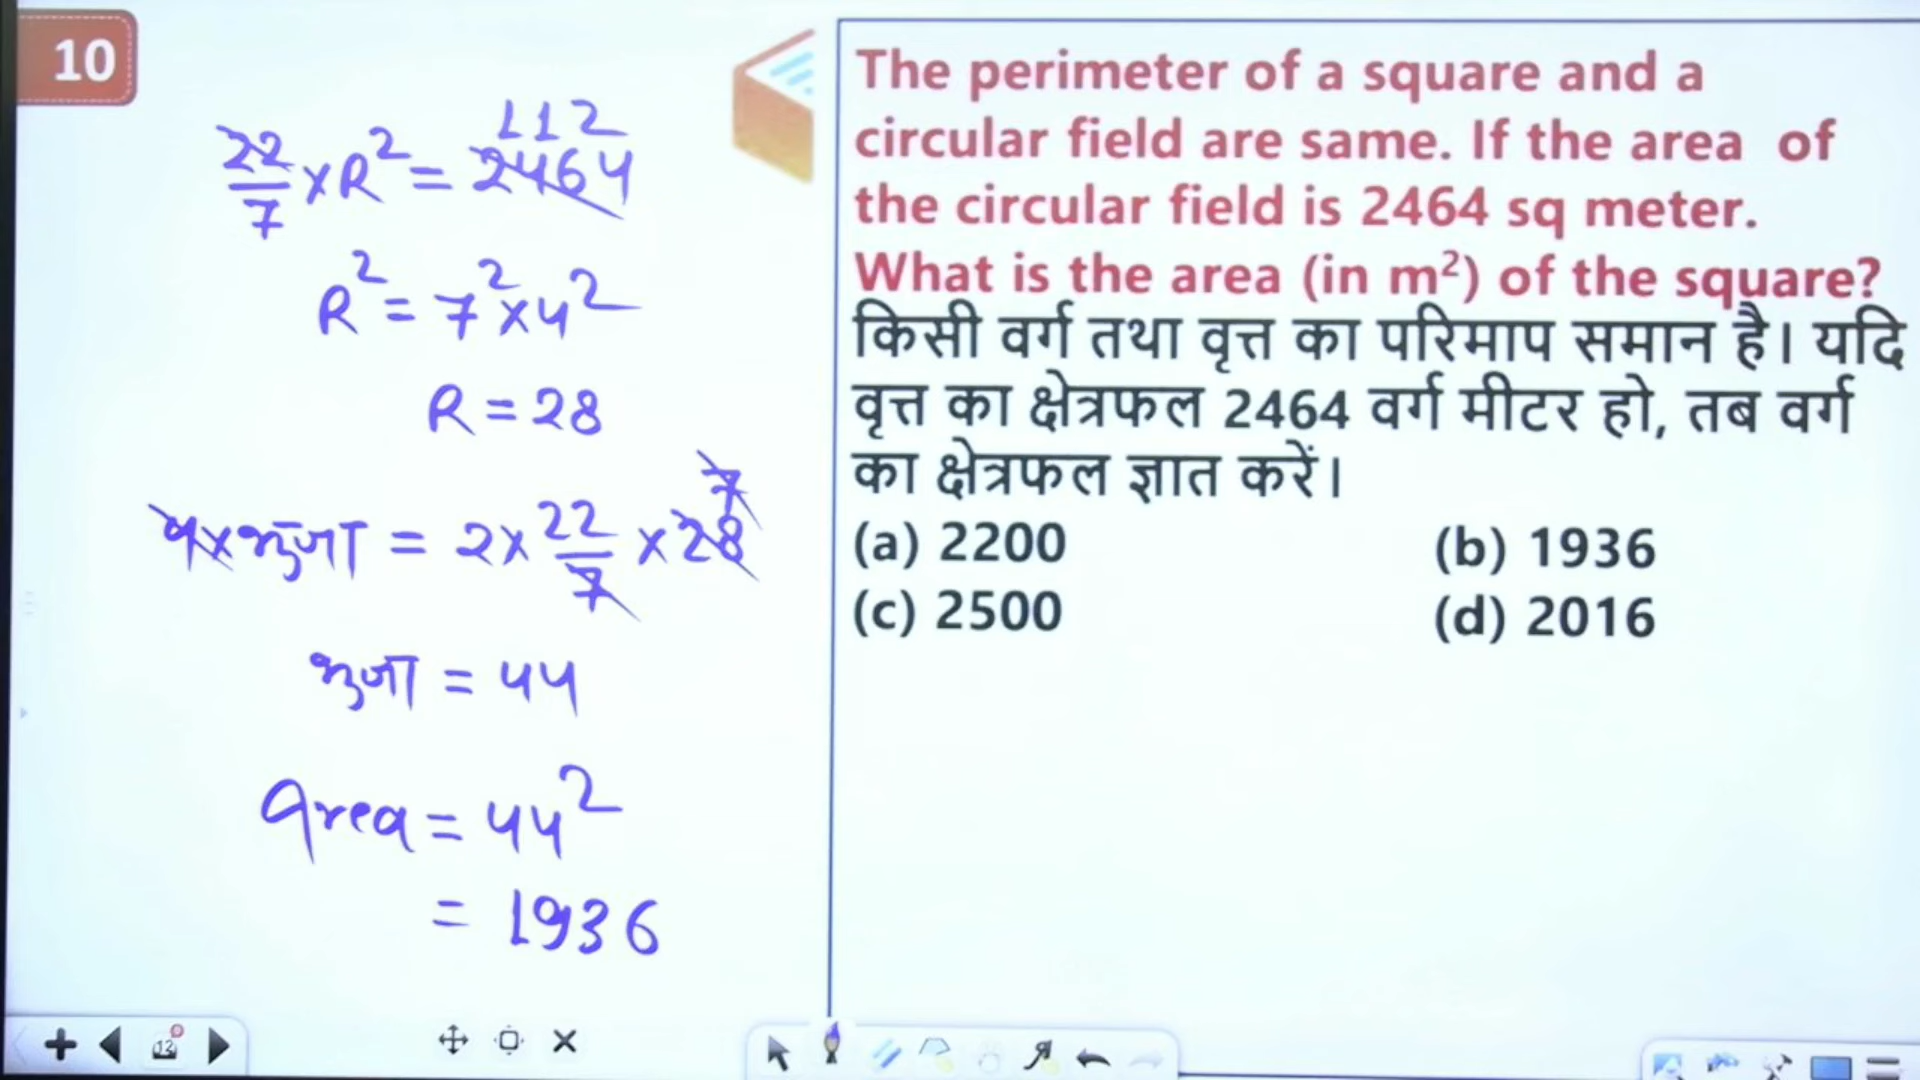 10
22/7 × R² = 2464
112
R² = 7² × 4²
R = 28
4 × भुजा = 2 × 22/7 × 28
7
भुजा = 44
Area = 44²
= 1936
The perimeter of a square and a
circular field are same. If the area of
the circular field is 2464 sq meter.
What is the area (in m²) of the square?
किसी वर्ग तथा वृत्त का परिमाप समान है। यदि
वृत्त का क्षेत्रफल 2464 वर्ग मीटर हो, तब वर्ग
का क्षेत्रफल ज्ञात करें।
(a) 2200 (b) 1936
(c) 2500 (d) 2016
12